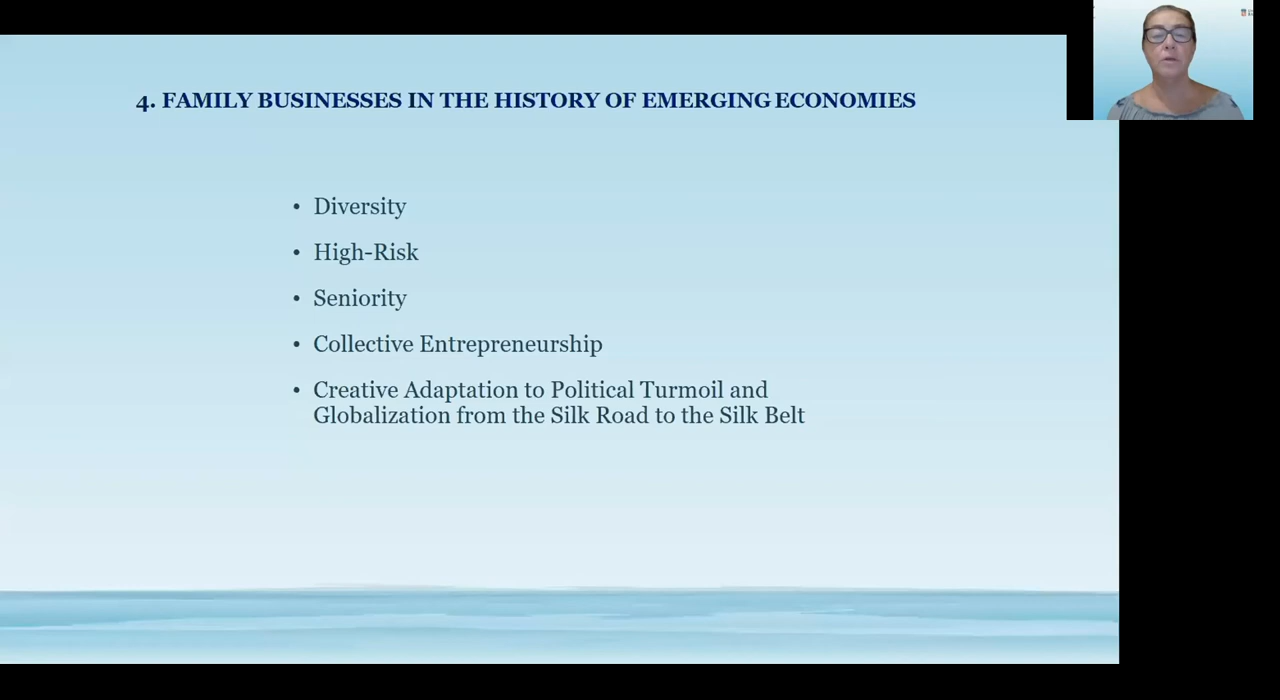 4. FAMILY BUSINESSES IN THE HISTORY OF EMERGING ECONOMIES
• Diversity
• High-Risk
• Seniority
• Collective Entrepreneurship
• Creative Adaptation to Political Turmoil and
Globalization from the Silk Road to the Silk Belt